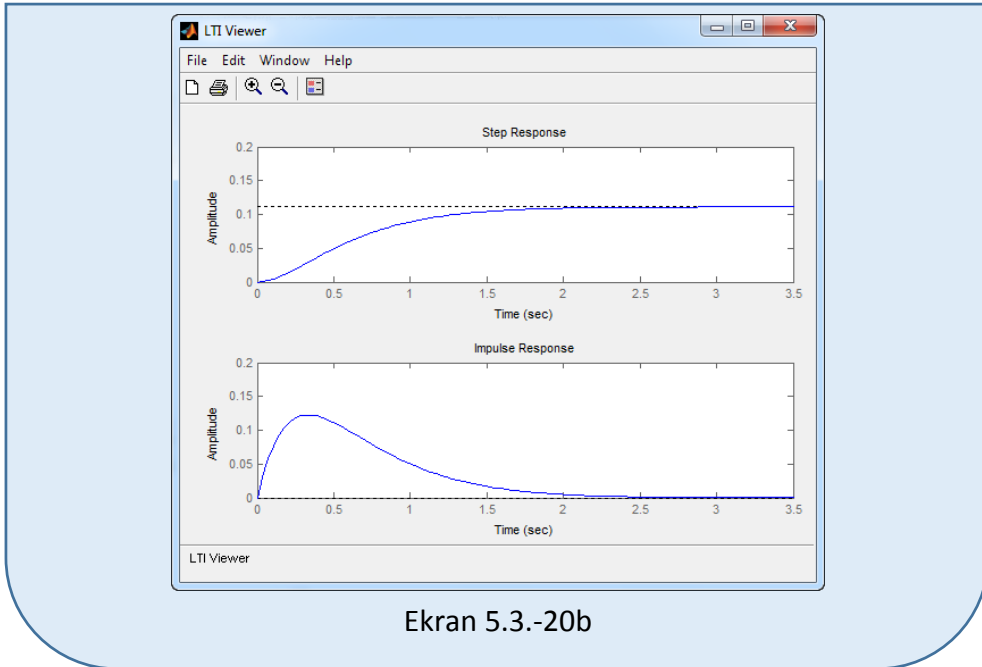 LTI Viewer
File Edit Window Help
Step Response
Amplitude
0.2
0.15
0.1
0.05
0
0 0.5 1 1.5 2 2.5 3 3.5
Time (sec)
Impulse Response
Amplitude
0.2
0.15
0.1
0.05
0
0 0.5 1 1.5 2 2.5 3 3.5
Time (sec)
LTI Viewer
Ekran 5.3.-20b